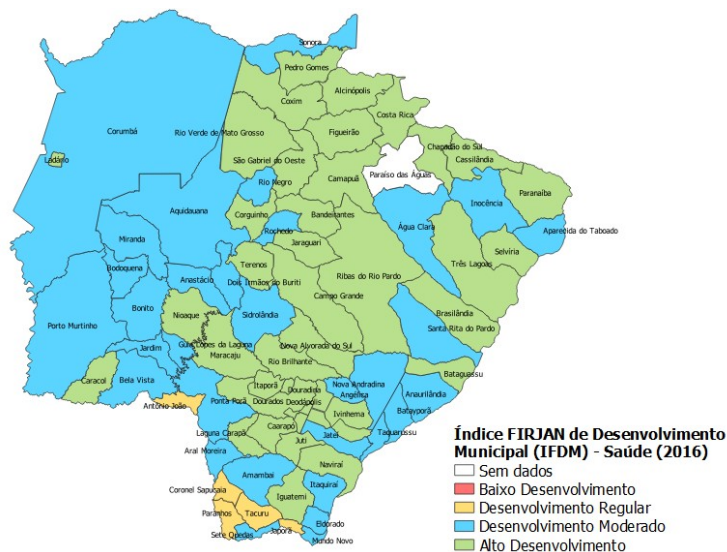 Sonora
Pedro Gomes
Alcinópolis
Coxim
Costa Rica
Corumbá
Rio Verde de Mato Grosso
Figueirão
Chapadão do Sul
Ladário
São Gabriel do Oeste
Cassilândia
Camapuã
Paraíso das Águas
Rio Negro
Paranaíba
Inocência
Aquidauana
Corguinho
Bandeirantes
Água Clara
Aparecida do Taboado
Rochedo
Miranda
Jaraguari
Selvíria
Terenos
Três Lagoas
Bodoquena
Anastácio
Dois Irmãos do Buriti
Ribas do Rio Pardo
Campo Grande
Bonito
Nioaque
Sidrolândia
Brasilândia
Porto Murtinho
Santa Rita do Pardo
Jardim
Guia Lopes da Laguna
Nova Alvorada do Sul
Maracaju
Rio Brilhante
Bataguassu
Caracol
Bela Vista
Itaporã
Douradina
Nova Andradina
Angélica
Anaurilândia
Antônio João
Ponta Porã
Dourados
Deodápolis
Batayporã
Ivinhema
Laguna Carapã
Caarapó
Jateí
Taquarussu
Juti
Aral Moreira
Naviraí
Amambai
Coronel Sapucaia
Itaquiraí
Iguatemi
Paranhos
Tacuru
Eldorado
Sete Quedas
Japorã
Mundo Novo
Índice FIRJAN de Desenvolvimento
Municipal (IFDM) - Saúde (2016)
Sem dados
Baixo Desenvolvimento
Desenvolvimento Regular
Desenvolvimento Moderado
Alto Desenvolvimento